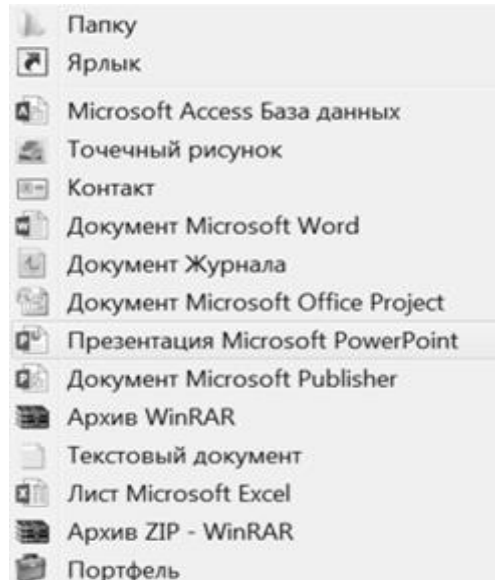 Папку
Ярлык
Microsoft Access База данных
Точечный рисунок
Контакт
Документ Microsoft Word
Документ Журнала
Документ Microsoft Office Project
Презентация Microsoft PowerPoint
Документ Microsoft Publisher
Архив WinRAR
Текстовый документ
Лист Microsoft Excel
Архив ZIP - WinRAR
Портфель